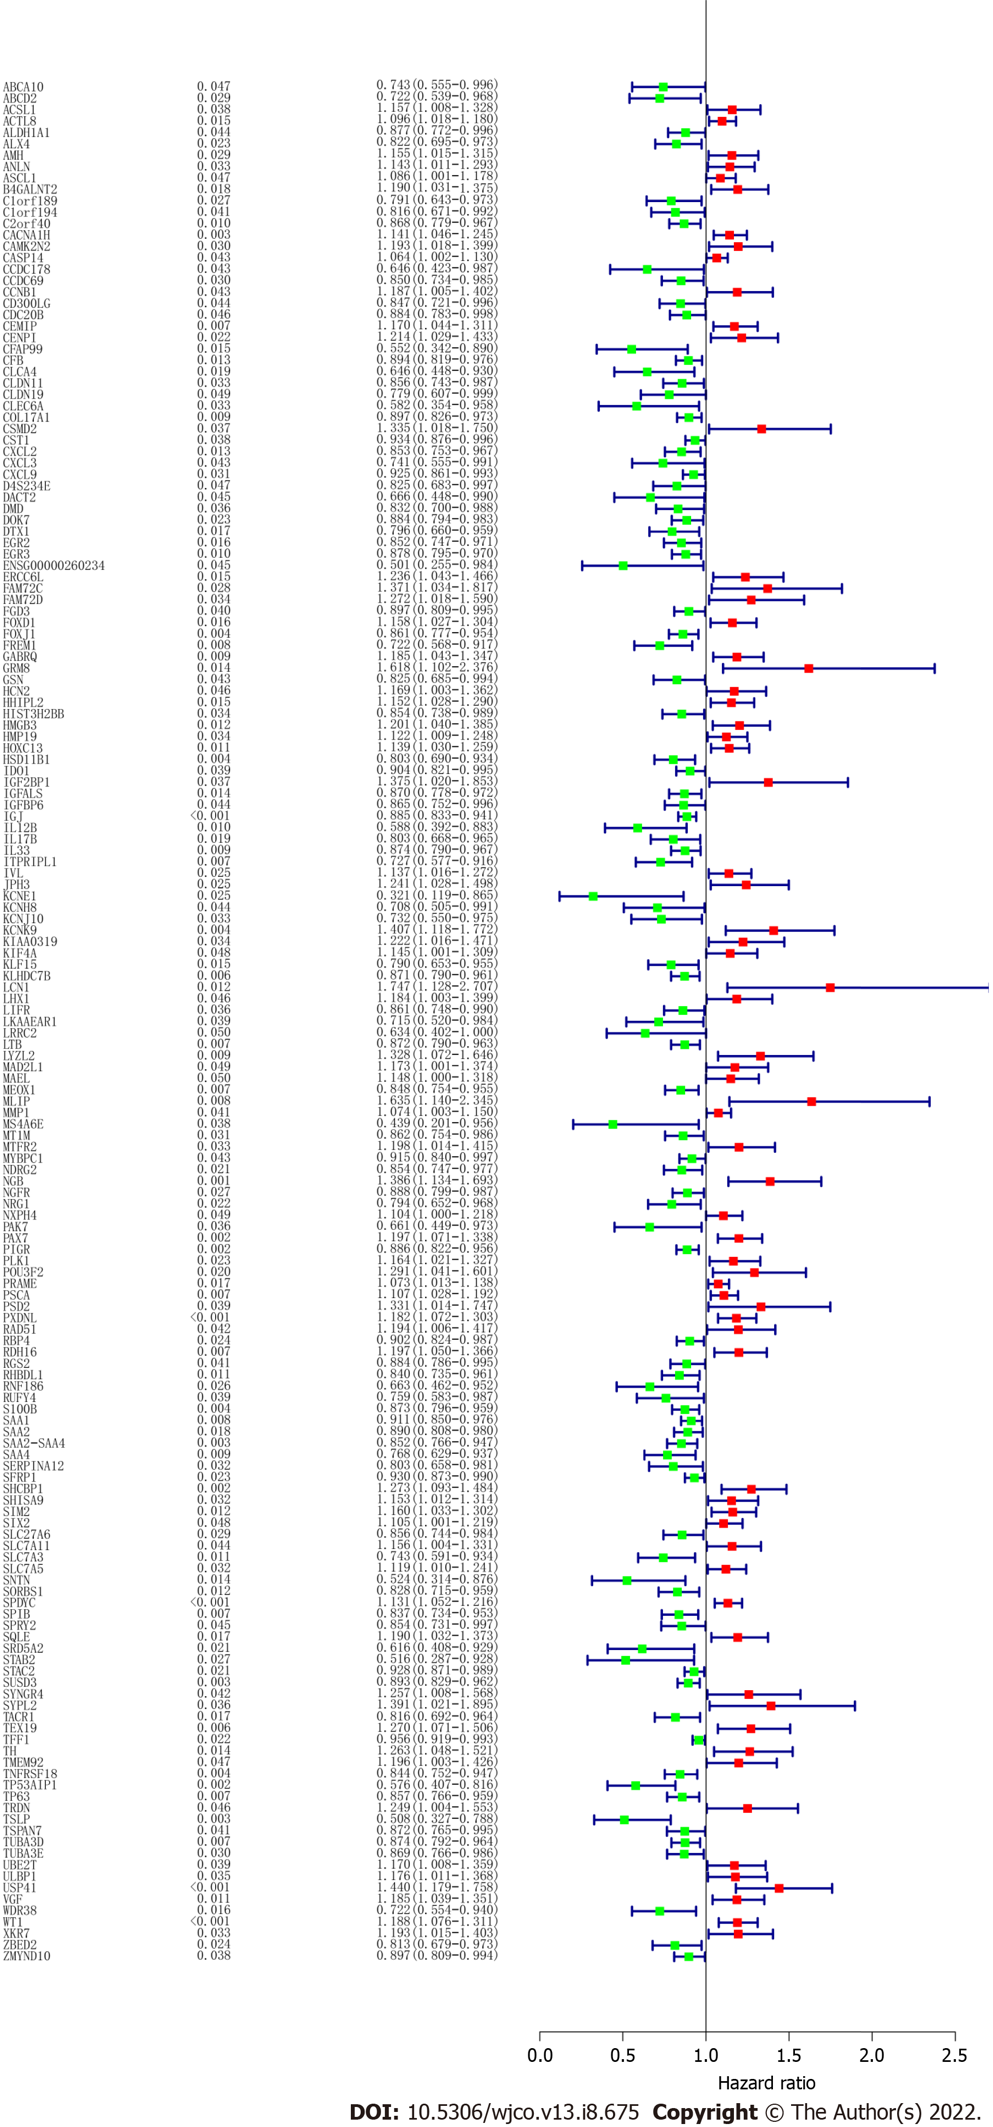 ABCA10 0.047 0.743(0.555-0.996)
ABCD2 0.029 0.722(0.539-0.968)
ACSL1 0.038 1.157(1.008-1.328)
ACTL8 0.015 1.096(1.018-1.180)
ALDH1A1 0.044 0.877(0.772-0.996)
ALX4 0.023 0.822(0.695-0.973)
AMH 0.029 1.155(1.015-1.315)
ANLN 0.033 1.143(1.011-1.293)
ASCL1 0.047 1.086(1.001-1.178)
B4GALNT2 0.018 1.190(1.031-1.375)
C1orf189 0.027 0.791(0.643-0.973)
C1orf194 0.041 0.816(0.671-0.992)
C2orf40 0.010 0.868(0.779-0.967)
CACNA1H 0.003 1.141(1.046-1.245)
CAMK2N2 0.030 1.193(1.018-1.399)
CASP14 0.043 1.064(1.002-1.130)
CCDC178 0.043 0.646(0.423-0.987)
CCDC69 0.030 0.850(0.734-0.985)
CCNB1 0.043 1.187(1.005-1.402)
CD300LG 0.044 0.847(0.721-0.996)
CDC20B 0.046 0.884(0.783-0.998)
CEMIP 0.007 1.170(1.044-1.311)
CENPI 0.022 1.214(1.029-1.433)
CFAP99 0.015 0.552(0.342-0.890)
CFB 0.013 0.894(0.819-0.976)
CLCA4 0.019 0.646(0.448-0.930)
CLDN11 0.033 0.856(0.743-0.987)
CLDN19 0.049 0.779(0.607-0.999)
CLEC6A 0.033 0.582(0.354-0.958)
COL17A1 0.009 0.897(0.826-0.973)
CSMD2 0.037 1.335(1.018-1.750)
CST1 0.038 0.934(0.876-0.996)
CXCL2 0.013 0.853(0.753-0.967)
CXCL3 0.043 0.741(0.555-0.991)
CXCL9 0.031 0.925(0.861-0.993)
D4S234E 0.047 0.825(0.683-0.997)
DACT2 0.045 0.666(0.448-0.990)
DMD 0.036 0.832(0.700-0.988)
DOK7 0.023 0.884(0.794-0.983)
DTX1 0.017 0.796(0.660-0.959)
EGR2 0.016 0.852(0.747-0.971)
EGR3 0.010 0.878(0.795-0.970)
ENSG00000260234 0.045 0.501(0.255-0.984)
ERCC6L 0.015 1.236(1.043-1.466)
FAM72C 0.028 1.371(1.034-1.817)
FAM72D 0.034 1.272(1.018-1.590)
FGD3 0.040 0.897(0.809-0.995)
FOXD1 0.016 1.158(1.027-1.304)
FOXJ1 0.004 0.861(0.777-0.954)
FREM1 0.008 0.722(0.568-0.917)
GABRQ 0.009 1.185(1.043-1.347)
GRM8 0.014 1.618(1.102-2.376)
GSN 0.043 0.825(0.685-0.994)
HCN2 0.046 1.169(1.003-1.362)
HHIPL2 0.015 1.152(1.028-1.290)
HIST3H2BB 0.034 0.854(0.738-0.989)
HMGB3 0.012 1.201(1.040-1.385)
HMP19 0.034 1.122(1.009-1.248)
HOXC13 0.011 1.139(1.030-1.259)
HSD11B1 0.004 0.803(0.690-0.934)
IDO1 0.039 0.904(0.821-0.995)
IGF2BP1 0.037 1.375(1.020-1.853)
IGFALS 0.014 0.870(0.778-0.972)
IGFBP6 0.044 0.865(0.752-0.996)
IGJ <0.001 0.885(0.833-0.941)
IL12B 0.010 0.588(0.392-0.883)
IL17B 0.019 0.803(0.668-0.965)
IL33 0.009 0.874(0.790-0.967)
ITPRIPL1 0.007 0.727(0.577-0.916)
IVL 0.025 1.137(1.016-1.272)
JPH3 0.025 1.241(1.028-1.498)
KCNE1 0.025 0.321(0.119-0.865)
KCNH8 0.044 0.708(0.505-0.991)
KCNJ10 0.033 0.732(0.550-0.975)
KCNK9 0.004 1.407(1.118-1.772)
KIAA0319 0.034 1.222(1.016-1.471)
KIF4A 0.048 1.145(1.001-1.309)
KLF15 0.015 0.790(0.653-0.955)
KLHDC7B 0.006 0.871(0.790-0.961)
LCN1 0.012 1.747(1.128-2.707)
LHX1 0.046 1.184(1.003-1.399)
LIFR 0.036 0.861(0.748-0.990)
LKAAEAR1 0.039 0.715(0.520-0.984)
LRRC2 0.050 0.634(0.402-1.000)
LTB 0.007 0.872(0.790-0.963)
LYZL2 0.009 1.328(1.072-1.646)
MAD2L1 0.049 1.173(1.001-1.374)
MAEL 0.050 1.148(1.000-1.318)
MEOX1 0.007 0.848(0.754-0.955)
MLIP 0.008 1.635(1.140-2.345)
MMP1 0.041 1.074(1.003-1.150)
MS4A6E 0.038 0.439(0.201-0.956)
MT1M 0.031 0.862(0.754-0.986)
MTFR2 0.033 1.198(1.014-1.415)
MYBPC1 0.043 0.915(0.840-0.997)
NDRG2 0.021 0.854(0.747-0.977)
NGB 0.001 1.386(1.134-1.693)
NGFR 0.027 0.888(0.799-0.987)
NRG1 0.022 0.794(0.652-0.968)
NXPH4 0.049 1.104(1.000-1.218)
PAK7 0.036 0.661(0.449-0.973)
PAX7 0.002 1.197(1.071-1.338)
PIGR 0.002 0.886(0.822-0.956)
PLK1 0.023 1.164(1.021-1.327)
POU3F2 0.020 1.291(1.041-1.601)
PRAME 0.017 1.073(1.013-1.138)
PSCA 0.007 1.107(1.028-1.192)
PSD2 0.039 1.331(1.014-1.747)
PXDNL <0.001 1.182(1.072-1.303)
RAD51 0.042 1.194(1.006-1.417)
RBP4 0.024 0.902(0.824-0.987)
RDH16 0.007 1.197(1.050-1.366)
RGS2 0.041 0.884(0.786-0.995)
RHBDL1 0.011 0.840(0.735-0.961)
RNF186 0.026 0.663(0.462-0.952)
RUFY4 0.039 0.759(0.583-0.987)
S100B 0.004 0.873(0.796-0.959)
SAA1 0.008 0.911(0.850-0.976)
SAA2 0.018 0.890(0.808-0.980)
SAA2-SAA4 0.003 0.852(0.766-0.947)
SAA4 0.009 0.768(0.629-0.937)
SERPINA12 0.032 0.803(0.658-0.981)
SFRP1 0.023 0.930(0.873-0.990)
SHCBP1 0.002 1.273(1.093-1.484)
SHISA9 0.032 1.153(1.012-1.314)
SIM2 0.012 1.160(1.033-1.302)
SIX2 0.048 1.105(1.001-1.219)
SLC27A6 0.029 0.856(0.744-0.984)
SLC7A11 0.044 1.156(1.004-1.331)
SLC7A3 0.011 0.743(0.591-0.934)
SLC7A5 0.032 1.119(1.010-1.241)
SNTN 0.014 0.524(0.314-0.876)
SORBS1 0.012 0.828(0.715-0.959)
SPDYC <0.001 1.131(1.052-1.216)
SPIB 0.007 0.837(0.734-0.953)
SPRY2 0.045 0.854(0.731-0.997)
SQLE 0.017 1.190(1.032-1.373)
SRD5A2 0.021 0.616(0.408-0.929)
STAB2 0.027 0.516(0.287-0.928)
STAC2 0.021 0.928(0.871-0.989)
SUSD3 0.003 0.893(0.829-0.962)
SYNGR4 0.042 1.257(1.008-1.568)
SYPL2 0.036 1.391(1.021-1.895)
TACR1 0.017 0.816(0.692-0.964)
TEX19 0.006 1.270(1.071-1.506)
TFF1 0.022 0.956(0.919-0.993)
TH 0.014 1.263(1.048-1.521)
TMEM92 0.047 1.196(1.003-1.426)
TNFRSF18 0.004 0.844(0.752-0.947)
TP53AIP1 0.002 0.576(0.407-0.816)
TP63 0.007 0.857(0.766-0.959)
TRDN 0.046 1.249(1.004-1.553)
TSLP 0.003 0.508(0.327-0.788)
TSPAN7 0.041 0.872(0.765-0.995)
TUBA3D 0.007 0.874(0.792-0.964)
TUBA3E 0.030 0.869(0.766-0.986)
UBE2T 0.039 1.170(1.008-1.359)
ULBP1 0.035 1.176(1.011-1.368)
USP41 <0.001 1.440(1.179-1.758)
VGF 0.011 1.185(1.039-1.351)
WDR38 0.016 0.722(0.554-0.940)
WT1 <0.001 1.188(1.076-1.311)
XKR7 0.033 1.193(1.015-1.403)
ZBED2 0.024 0.813(0.679-0.973)
ZMYND10 0.038 0.897(0.809-0.994)
0.0 0.5 1.0 1.5 2.0 2.5
Hazard ratio
DOI: 10.5306/wjco.v13.i8.675 Copyright © The Author(s) 2022.